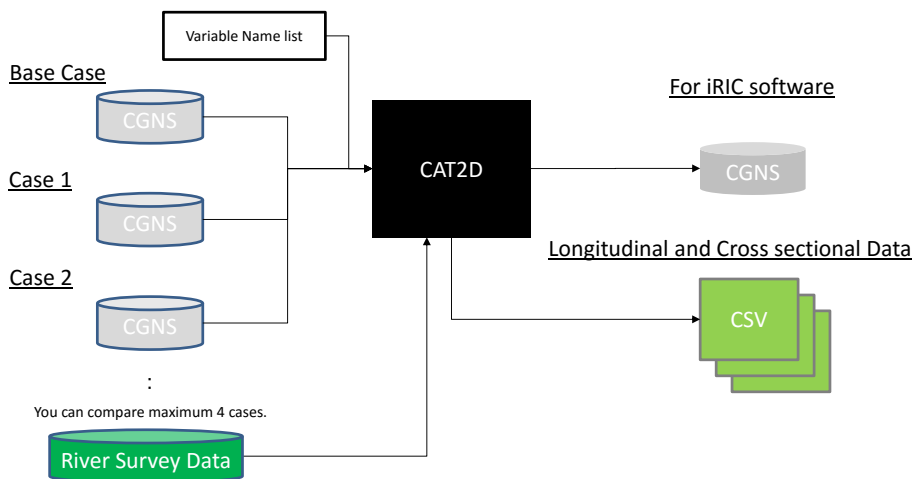 Variable Name list
Base Case
CGNS
Case 1
CGNS
Case 2
CGNS
:
You can compare maximum 4 cases.
River Survey Data
CAT2D
For iRIC software
CGNS
Longitudinal and Cross sectional Data
CSV